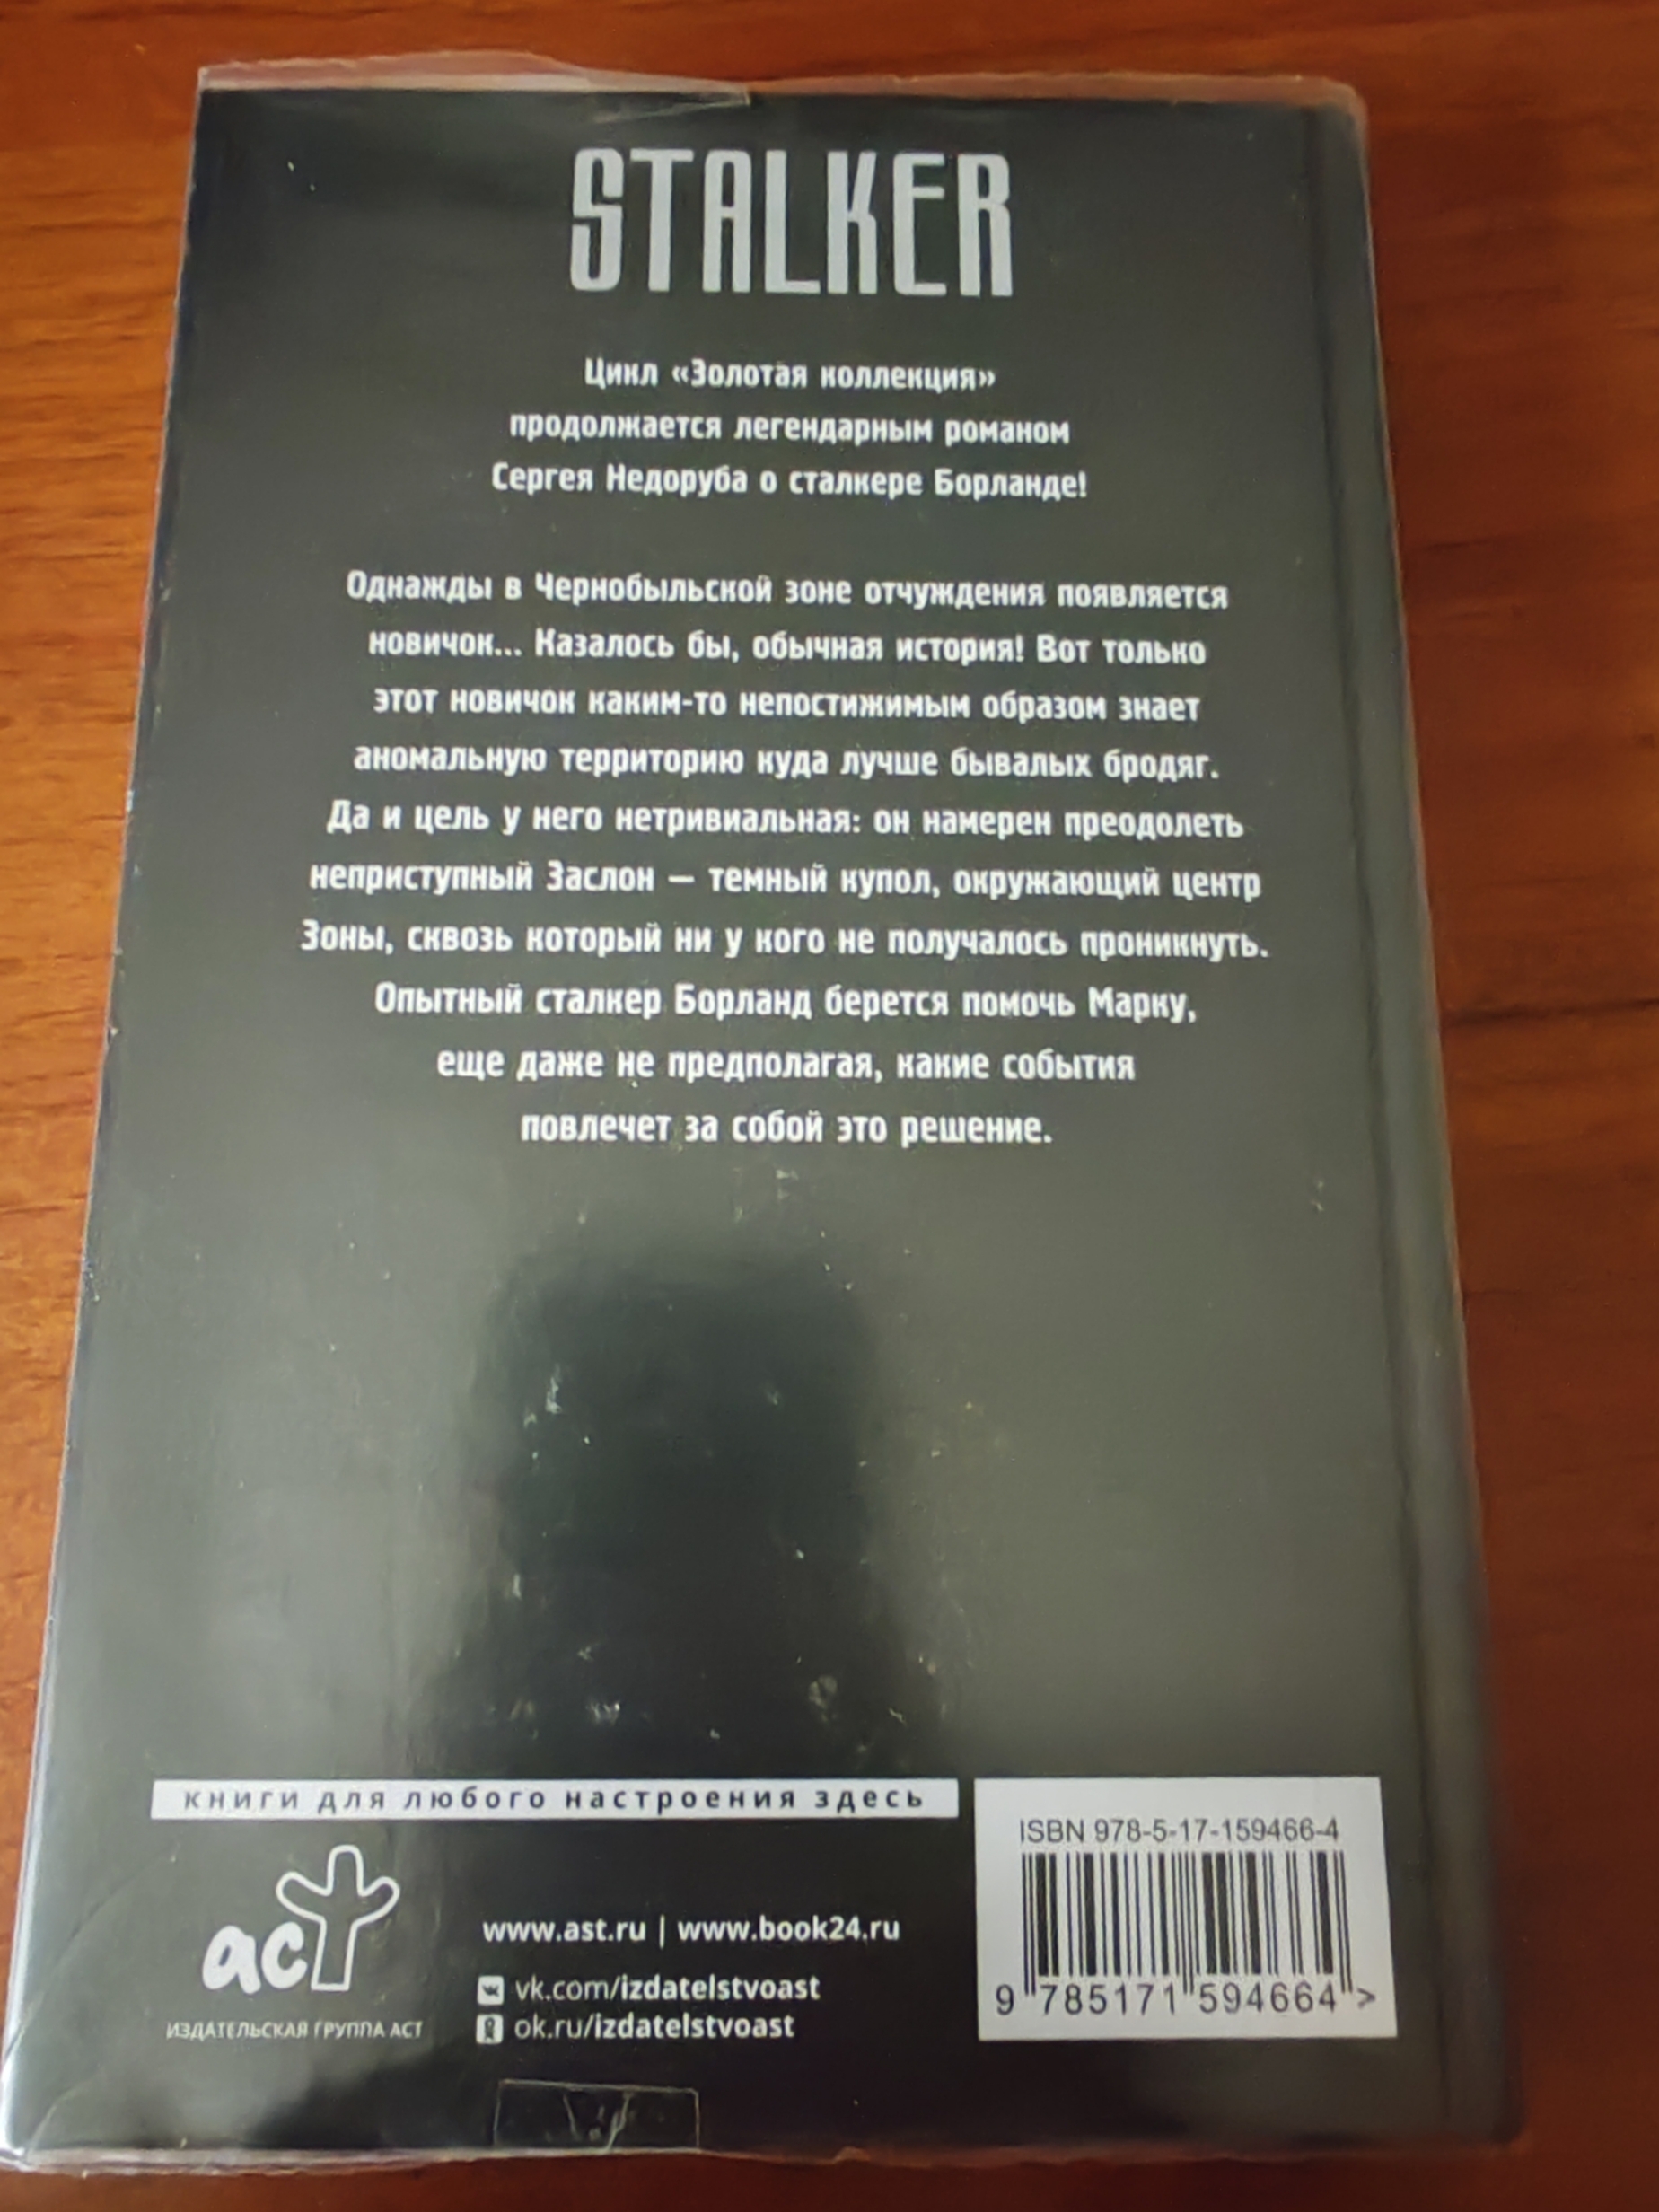 STALKER
Цикл «Золотая коллекция»
продолжается легендарным романом
Сергея Недоруба о сталкере Борланде!
Однажды в Чернобыльской зоне отчуждения появляется
новичок... Казалось бы, обычная история! Вот только
этот новичок каким-то непостижимым образом знает
аномальную территорию куда лучше бывалых бродяг.
Да и цель у него нетривиальная: он намерен преодолеть
неприступный Заслон — темный купол, окружающий центр
Зоны, сквозь который ни у кого не получалось проникнуть.
Опытный сталкер Борланд берется помочь Марку,
еще даже не предполагая, какие события
повлечет за собой это решение.
книги для любого настроения здесь
аст
ИЗДАТЕЛЬСКАЯ ГРУППА АСТ
www.ast.ru | www.book24.ru
vk.com/izdatelstvoast
ok.ru/izdatelstvoast
ISBN 978-5-17-159466-4
9 785171 594664 >